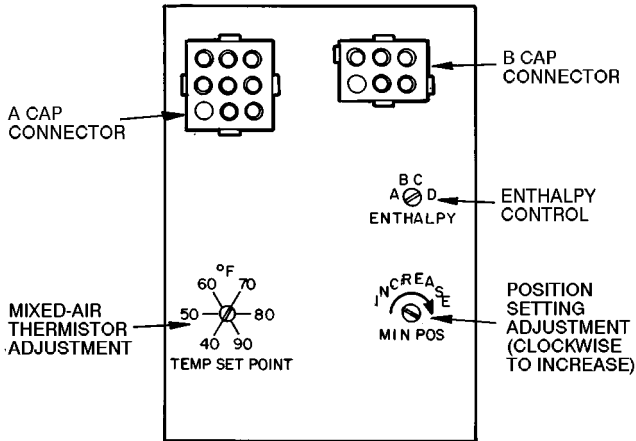 B CAP
CONNECTOR
A CAP
CONNECTOR
B C
A D
ENTHALPY
ENTHALPY
CONTROL
°F
60 70
50 80
40 90
TEMP SET POINT
MIXED-AIR
THERMISTOR
ADJUSTMENT
INCREASE
MIN POS
POSITION
SETTING
ADJUSTMENT
(CLOCKWISE
TO INCREASE)